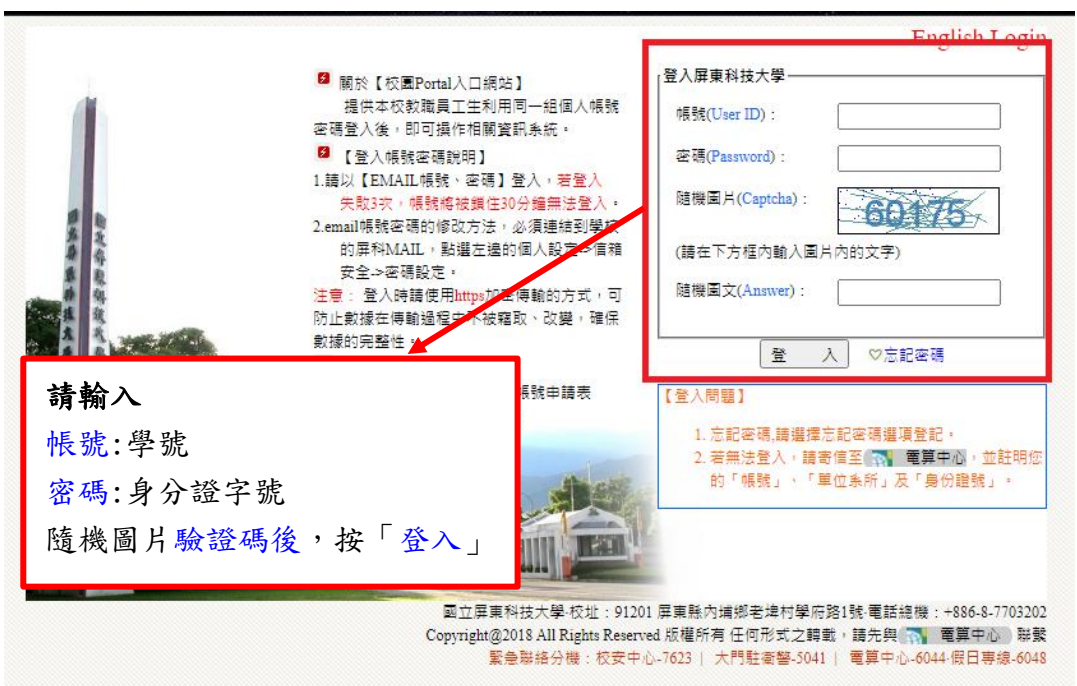 English Login
關於【校園Portal入口網站】
提供本校教職員工生利用同一組個人帳號
密碼登入後，即可操作相關資訊系統。
【登入帳號密碼說明】
1.請以【EMAIL帳號、密碼】登入，若登入
失敗3次，帳號將被鎖住30分鐘無法登入。
2.email帳號密碼的修改方法，必須連結到學校
的屏科MAIL，點選左邊的個人設定->信箱
安全->密碼設定。
注意： 登入時請使用https加密傳輸的方式，可
防止數據在傳輸過程中不被竊取、改變，確保
數據的完整性。
帳號申請表
登入屏東科技大學
帳號(User ID)：
密碼(Password)：
隨機圖片(Captcha)：
60175
(請在下方框內輸入圖片內的文字)
隨機圖文(Answer)：
登 入 ♡忘記密碼
請輸入
帳號:學號
密碼:身分證字號
隨機圖片驗證碼後，按「登入」
【登入問題】
1. 忘記密碼,請選擇忘記密碼選項登記。
2. 若無法登入，請寄信至 電算中心，並註明您
的「帳號」、「單位系所」及「身份證號」。
國立屏東科技大學‧校址：91201 屏東縣內埔鄉老埤村學府路1號‧電話總機：+886-8-7703202
Copyright@2018 All Rights Reserved 版權所有 任何形式之轉載，請先與 電算中心 聯繫
緊急聯絡分機：校安中心-7623 | 大門駐衛警-5041 | 電算中心-6044‧假日專線-6048